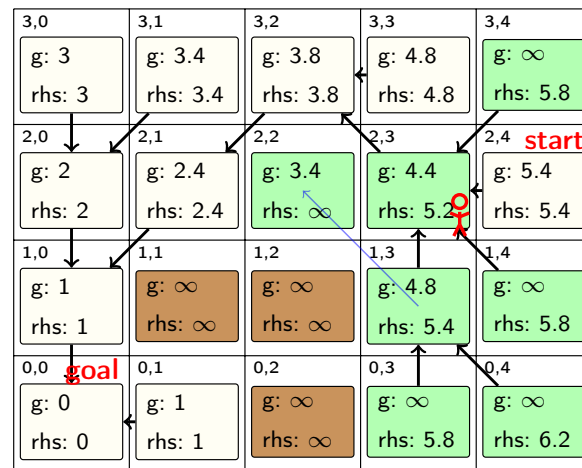 3,0 3,1 3,2 3,3 3,4
g: 3 g: 3.4 g: 3.8 g: 4.8 g: ∞
rhs: 3 rhs: 3.4 rhs: 3.8 rhs: 4.8 rhs: 5.8
2,0 2,1 2,2 2,3 2,4
start
g: 2 g: 2.4 g: 3.4 g: 4.4 g: 5.4
rhs: 2 rhs: 2.4 rhs: ∞ rhs: 5.2 rhs: 5.4
1,0 1,1 1,2 1,3 1,4
g: 1 g: ∞ g: ∞ g: 4.8 g: ∞
rhs: 1 rhs: ∞ rhs: ∞ rhs: 5.4 rhs: 5.8
0,0 0,1 0,2 0,3 0,4
goal
g: 0 g: 1 g: ∞ g: ∞ g: ∞
rhs: 0 rhs: 1 rhs: ∞ rhs: 5.8 rhs: 6.2